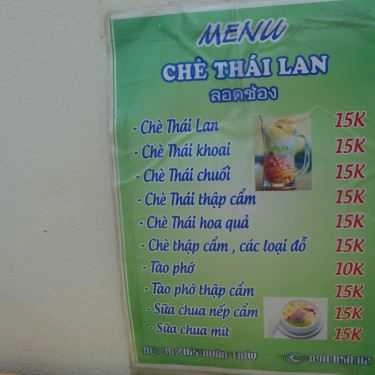 MENU
CHÈ THÁI LAN
ลอดช่อง
- Chè Thái Lan 15K
- Chè Thái khoai 15K
- Chè Thái chuối 15K
- Chè Thái thập cẩm 15K
- Chè Thái hoa quả 15K
- Chè thập cẩm , các loại đỗ 15K
- Tào phớ 10K
- Tào phớ thập cẩm 15K
- Sữa chua nếp cẩm 15K
- Sữa chua mít 15K